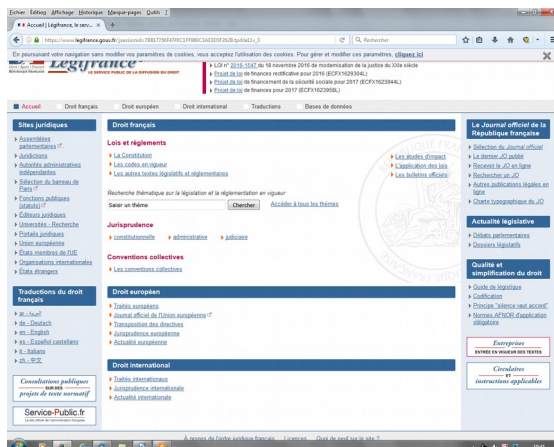 Fichier Édition Affichage Historique Marque-pages Outils ?
Accueil | Légifrance, le serv...
https://www.legifrance.gouv.fr/
Rechercher
En poursuivant votre navigation sans modifier vos paramètres de cookies, vous acceptez l'utilisation des cookies. Pour gérer et modifier ces paramètres, cliquez ici
Légifrance
LE SERVICE PUBLIC DE LA DIFFUSION DU DROIT
LOI n° 2016-1547 du 18 novembre 2016 de modernisation de la justice du XXIe siècle
Projet de loi de finances rectificative pour 2016 (ECFX1629304L)
Projet de loi de financement de la sécurité sociale pour 2017 (ECFX1623944L)
Projet de loi de finances pour 2017 (ECFX1623958L)
Accueil Droit français Droit européen Droit international Traductions Bases de données
Sites juridiques
Assemblées parlementaires
Juridictions
Autorités administratives
indépendantes
Sélection du barreau de
Paris
Fonctions publiques
(statuts)
Éditeurs juridiques
Universités - Recherche
Portails juridiques
Union européenne
États membres de l'UE
Organisations internationales
États étrangers
Traductions du droit
français
ar - العربية
de - Deutsch
en - English
es - Español castellano
it - Italiano
zh - 中文
Consultations publiques
SUR DES
projets de texte normatif
Service-Public.fr
Droit français
Lois et règlements
La Constitution
Les codes en vigueur
Les autres textes législatifs et réglementaires
Les études d'impact
L'application des lois
Les bulletins officiels
Recherche thématique sur la législation et la réglementation en vigueur
Saisir un thème Chercher Accéder à tous les thèmes
Jurisprudence
constitutionnelle administrative judiciaire
Conventions collectives
Les conventions collectives
Droit européen
Traités européens
Journal officiel de l'Union européenne
Transposition des directives
Jurisprudence européenne
Actualité européenne
Droit international
Traités internationaux
Jurisprudence internationale
Actualité internationale
Le Journal officiel de la
République française
Sélection du Journal officiel
Le dernier JO publié
Recevoir le JO en ligne
Rechercher un JO
Autres publications légales en
ligne
Charte typographique du JO
Actualité législative
Débats parlementaires
Dossiers législatifs
Qualité et
simplification du droit
Guide de légistique
Codification
Principe "silence vaut accord"
Normes AFNOR d'application
obligatoire
Entreprises
ENTRÉE EN VIGUEUR DES TEXTES
Circulaires
ET
instructions applicables
À propos de l'ordre juridique français Licences Quoi de neuf sur le site ?
10:41